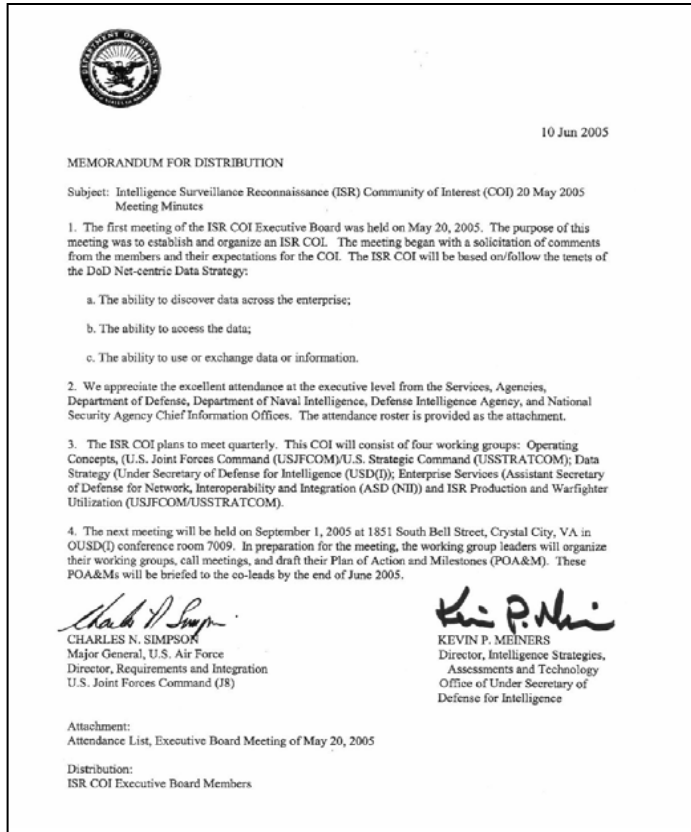 DEPARTMENT OF DEFENSE
UNITED STATES OF AMERICA
10 Jun 2005
MEMORANDUM FOR DISTRIBUTION
Subject: Intelligence Surveillance Reconnaissance (ISR) Community of Interest (COI) 20 May 2005
Meeting Minutes
1. The first meeting of the ISR COI Executive Board was held on May 20, 2005. The purpose of this
meeting was to establish and organize an ISR COI. The meeting began with a solicitation of comments
from the members and their expectations for the COI. The ISR COI will be based on/follow the tenets of
the DoD Net-centric Data Strategy:
a. The ability to discover data across the enterprise;
b. The ability to access the data;
c. The ability to use or exchange data or information.
2. We appreciate the excellent attendance at the executive level from the Services, Agencies,
Department of Defense, Department of Naval Intelligence, Defense Intelligence Agency, and National
Security Agency Chief Information Offices. The attendance roster is provided as the attachment.
3. The ISR COI plans to meet quarterly. This COI will consist of four working groups: Operating
Concepts, (U.S. Joint Forces Command (USJFCOM)/U.S. Strategic Command (USSTRATCOM); Data
Strategy (Under Secretary of Defense for Intelligence (USD(I)); Enterprise Services (Assistant Secretary
of Defense for Network, Interoperability and Integration (ASD (NII)) and ISR Production and Warfighter
Utilization (USJFCOM/USSTRATCOM).
4. The next meeting will be held on September 1, 2005 at 1851 South Bell Street, Crystal City, VA in
OUSD(I) conference room 7009. In preparation for the meeting, the working group leaders will organize
their working groups, call meetings, and draft their Plan of Action and Milestones (POA&M). These
POA&Ms will be briefed to the co-leads by the end of June 2005.
CHARLES N. SIMPSON
Major General, U.S. Air Force
Director, Requirements and Integration
U.S. Joint Forces Command (J8)
KEVIN P. MEINERS
Director, Intelligence Strategies,
Assessments and Technology
Office of Under Secretary of
Defense for Intelligence
Attachment:
Attendance List, Executive Board Meeting of May 20, 2005
Distribution:
ISR COI Executive Board Members